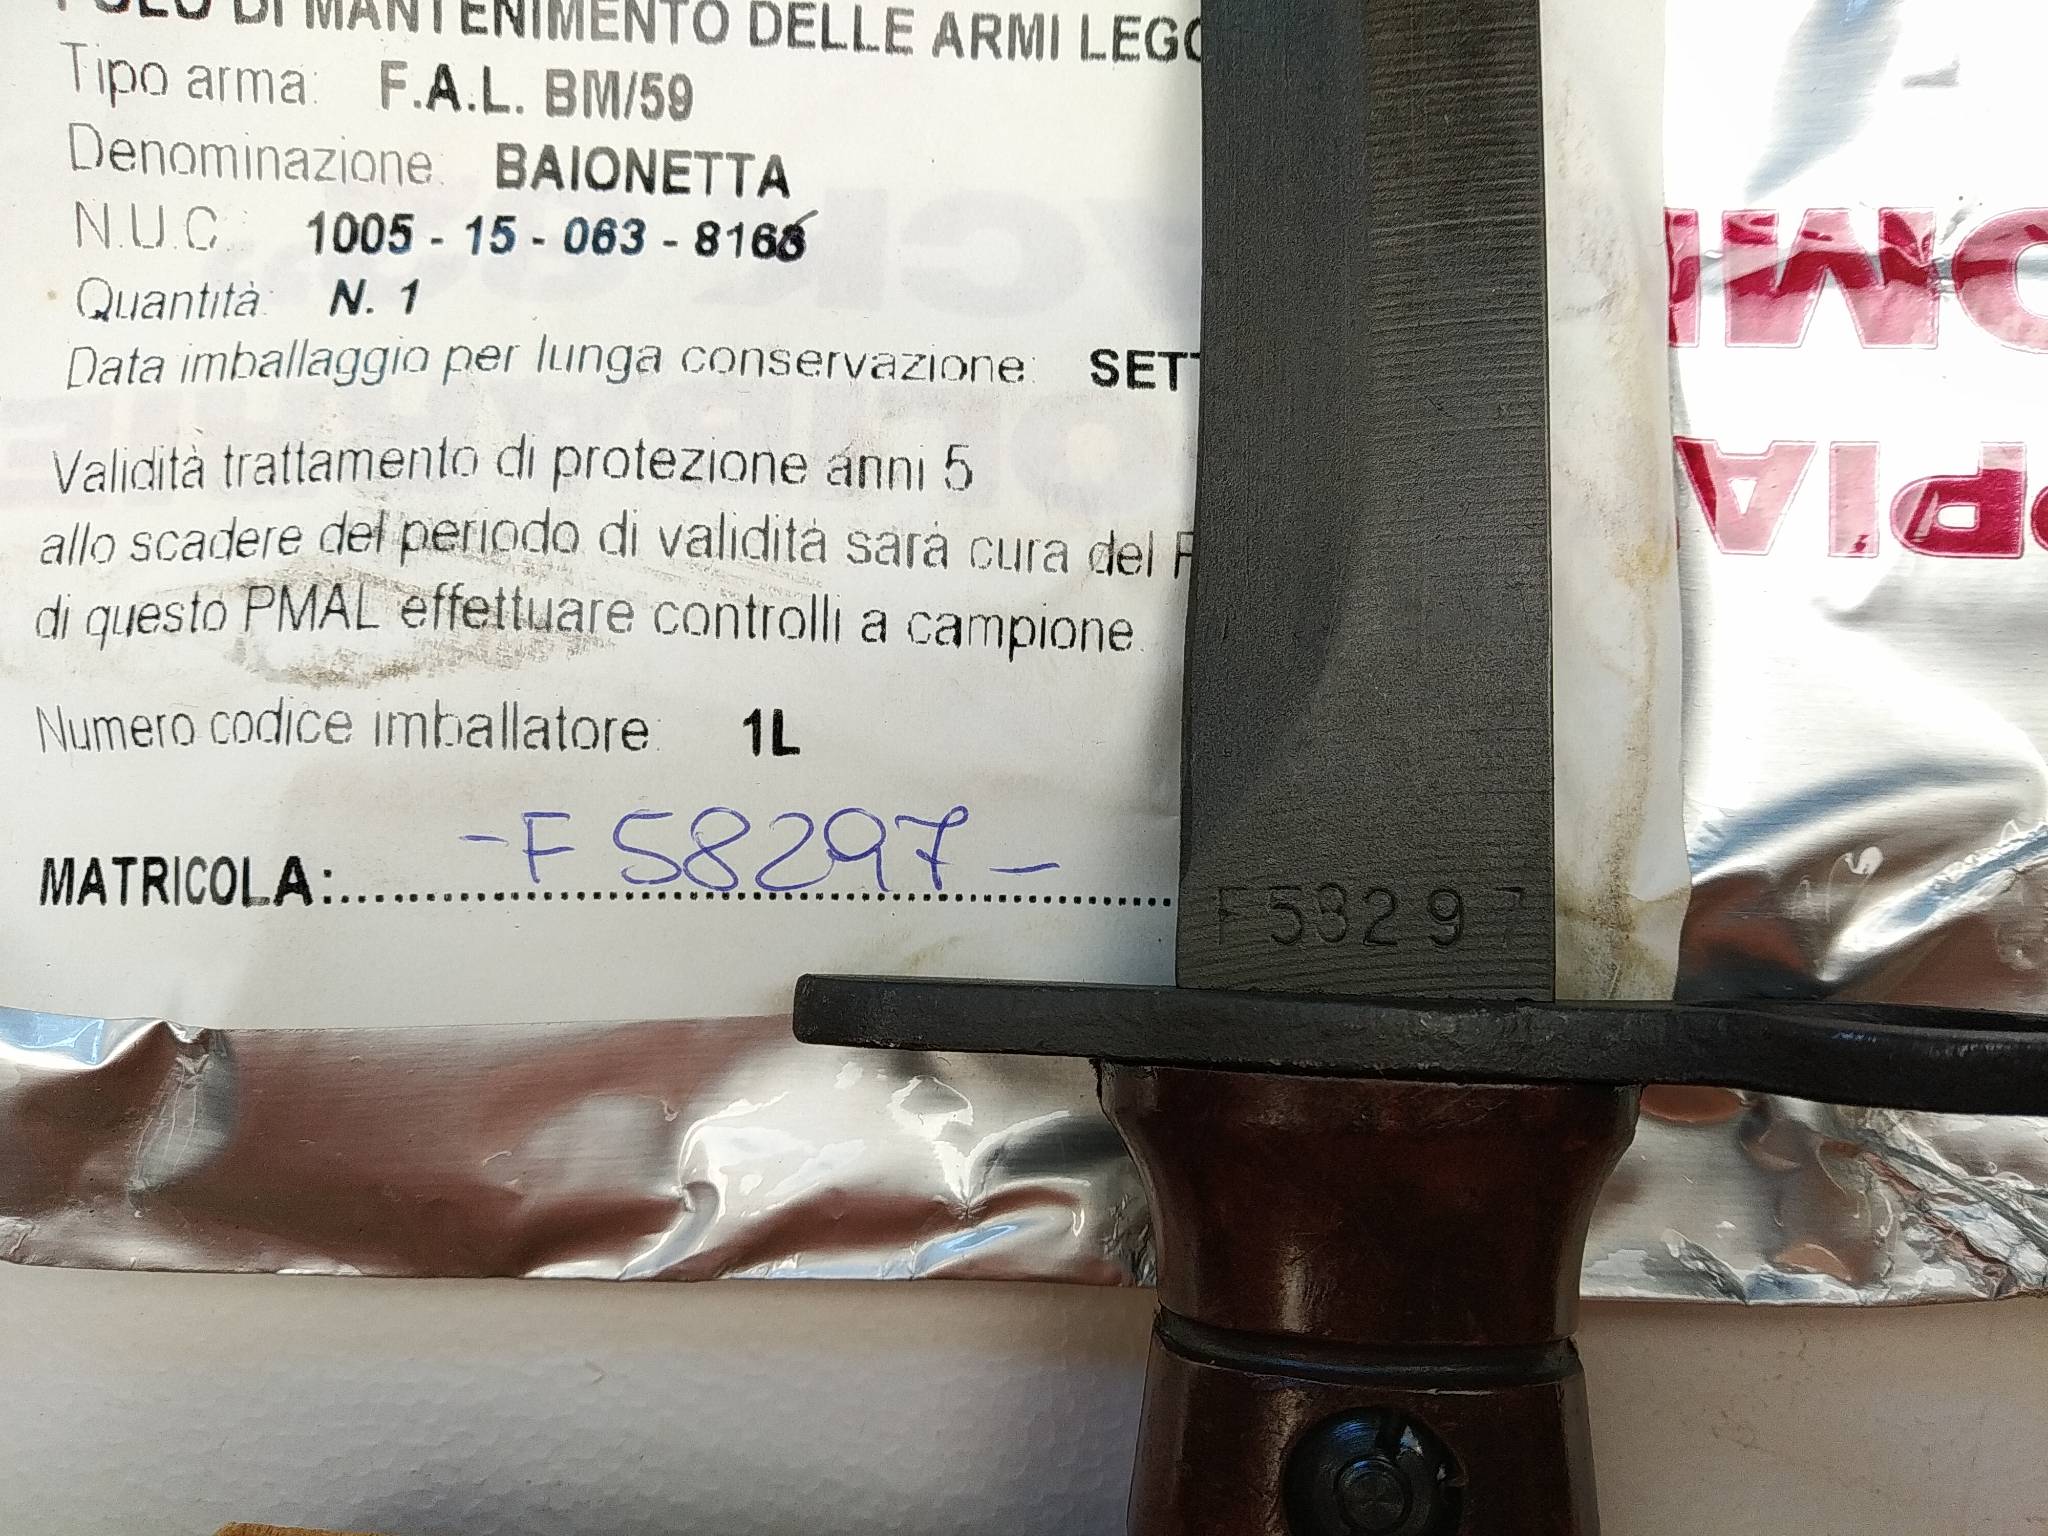 POLO DI MANTENIMENTO DELLE ARMI LEGG
Tipo arma: F.A.L. BM/59
Denominazione: BAIONETTA
N.U.C.: 1005 - 15 - 063 - 8166
Quantità: N. 1
Data imballaggio per lunga conservazione: SETT
Validità trattamento di protezione anni 5
allo scadere del periodo di validità sarà cura del P
di questo PMAL effettuare controlli a campione.
Numero codice imballatore: 1L
MATRICOLA: -F58297-
F58297